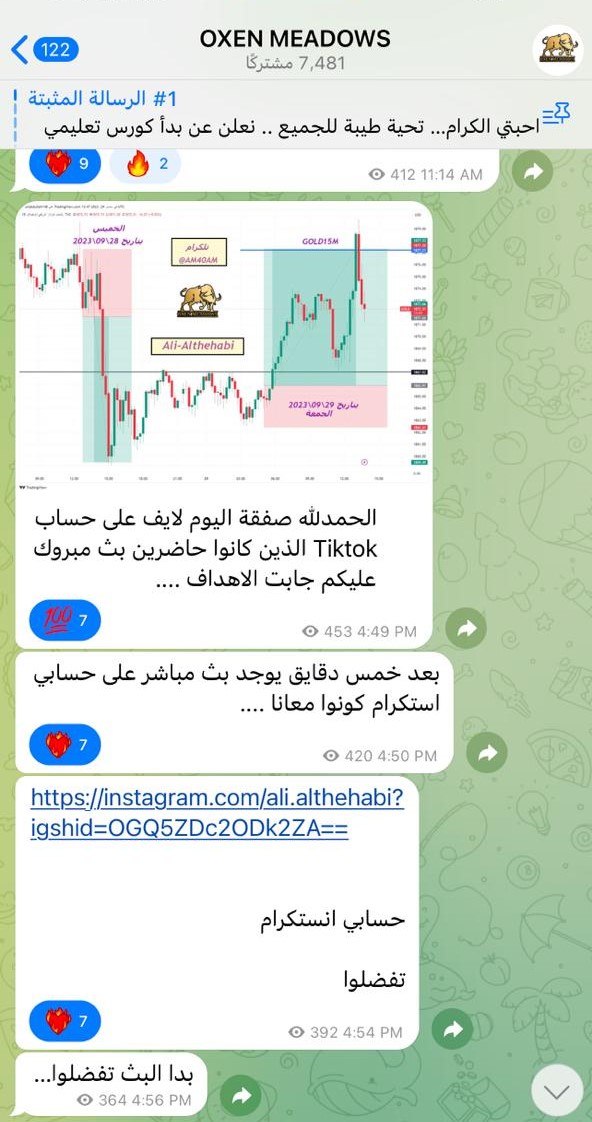 122
OXEN MEADOWS
7,481 مشتركًا
#1 الرسالة المثبتة
احبتي الكرام... تحية طيبة للجميع .. نعلن عن بدأ كورس تعليمي
9
2
412 11:14 AM
الخميس
بتاريخ 28\09\2023
تلكرام
@AM40AM
GOLD15M
Ali-Althehabi
بتاريخ 29\09\2023
الجمعة
الحمدلله صفقة اليوم لايف على حساب
Tiktok الذين كانوا حاضرين بث مبروك
عليكم جابت الاهداف ....
7
453 4:49 PM
بعد خمس دقايق يوجد بث مباشر على حسابي
استكرام كونوا معانا ....
7
420 4:50 PM
https://instagram.com/ali.althehabi?
igshid=OGQ5ZDc2ODk2ZA==
حسابي انستكرام
تفضلوا
7
392 4:54 PM
بدا البث تفضلوا...
364 4:56 PM